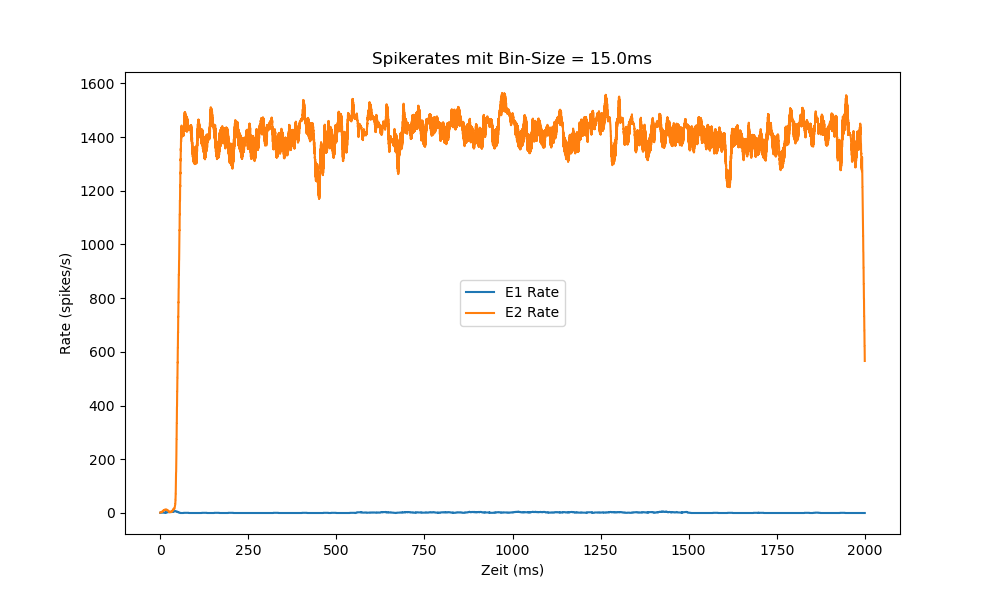 Spikerates mit Bin-Size = 15.0ms
1600
1400
1200
1000
800
600
400
200
0
Rate (spikes/s)
E1 Rate
E2 Rate
0 250 500 750 1000 1250 1500 1750 2000
Zeit (ms)